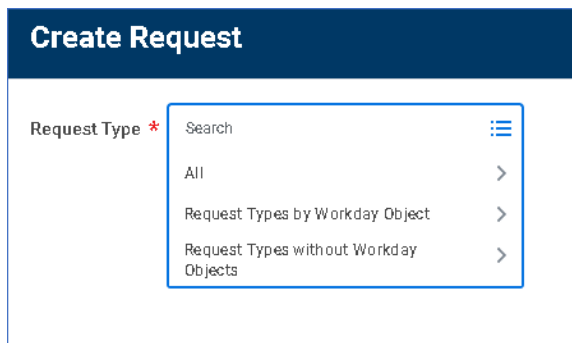 Create Request
Request Type *
Search
All
Request Types by Workday Object
Request Types without Workday
Objects